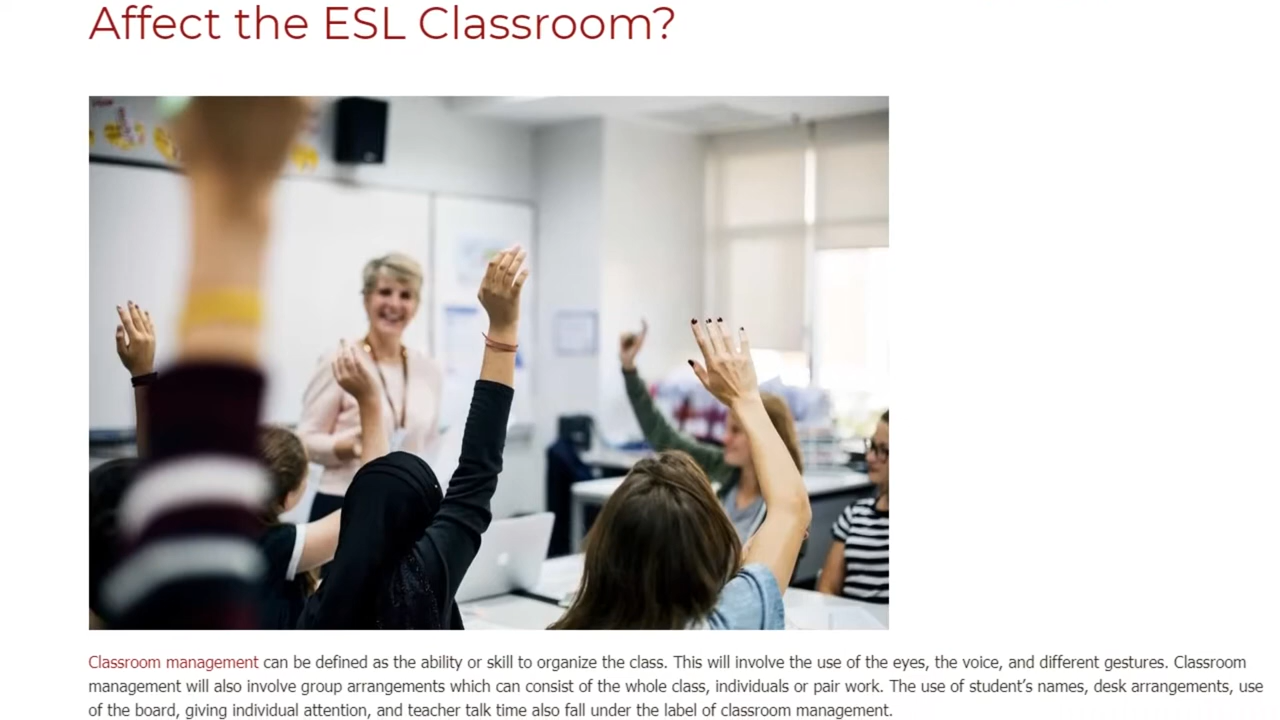 Affect the ESL Classroom?
Classroom management can be defined as the ability or skill to organize the class. This will involve the use of the eyes, the voice, and different gestures. Classroom
management will also involve group arrangements which can consist of the whole class, individuals or pair work. The use of student’s names, desk arrangements, use
of the board, giving individual attention, and teacher talk time also fall under the label of classroom management.